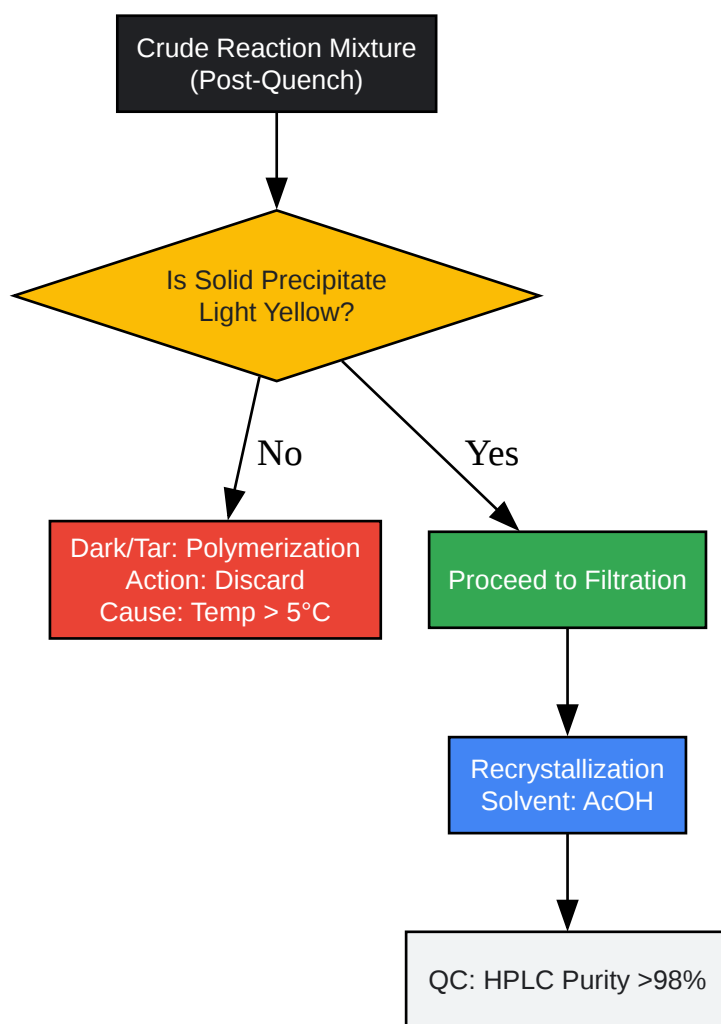 Crude Reaction Mixture
(Post-Quench)
Is Solid Precipitate
Light Yellow?
No
Yes
Dark/Tar: Polymerization
Action: Discard
Cause: Temp > 5°C
Proceed to Filtration
Recrystallization
Solvent: AcOH
QC: HPLC Purity >98%